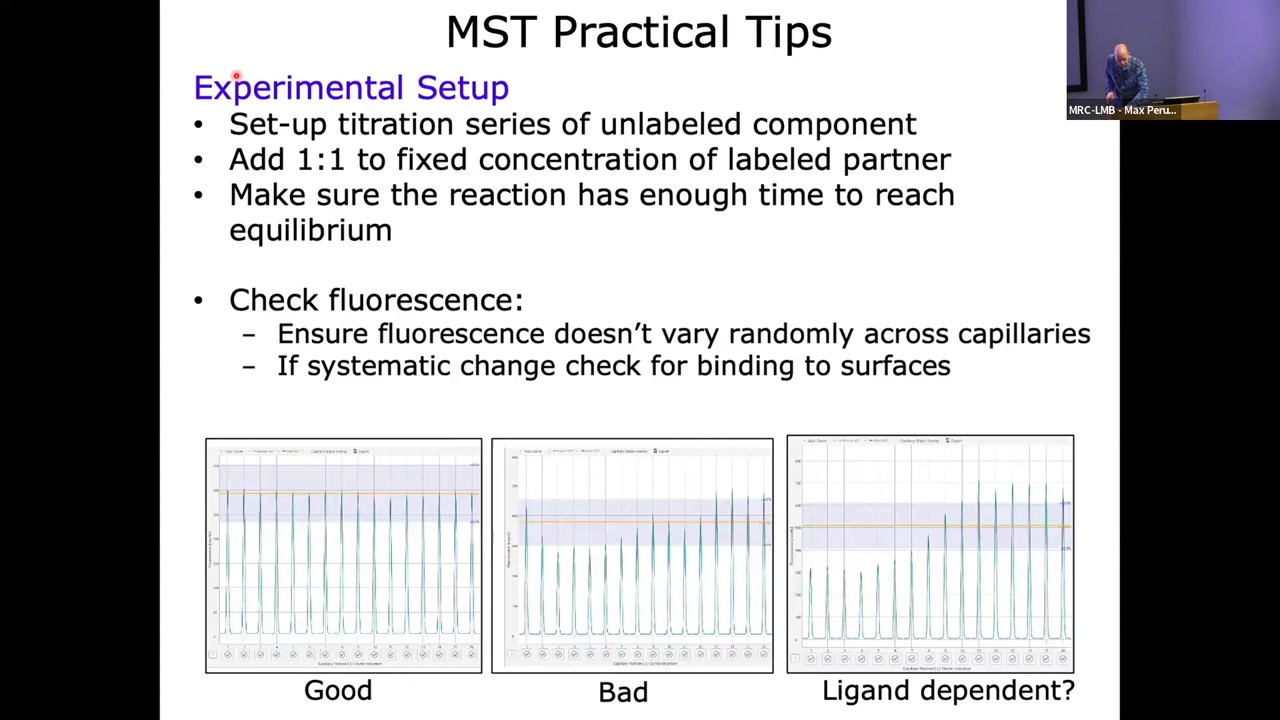 MST Practical Tips
MRC-LMB - Max Peru...
Experimental Setup
• Set-up titration series of unlabeled component
• Add 1:1 to fixed concentration of labeled partner
• Make sure the reaction has enough time to reach
equilibrium
• Check fluorescence:
– Ensure fluorescence doesn't vary randomly across capillaries
– If systematic change check for binding to surfaces
Good
Bad
Ligand dependent?